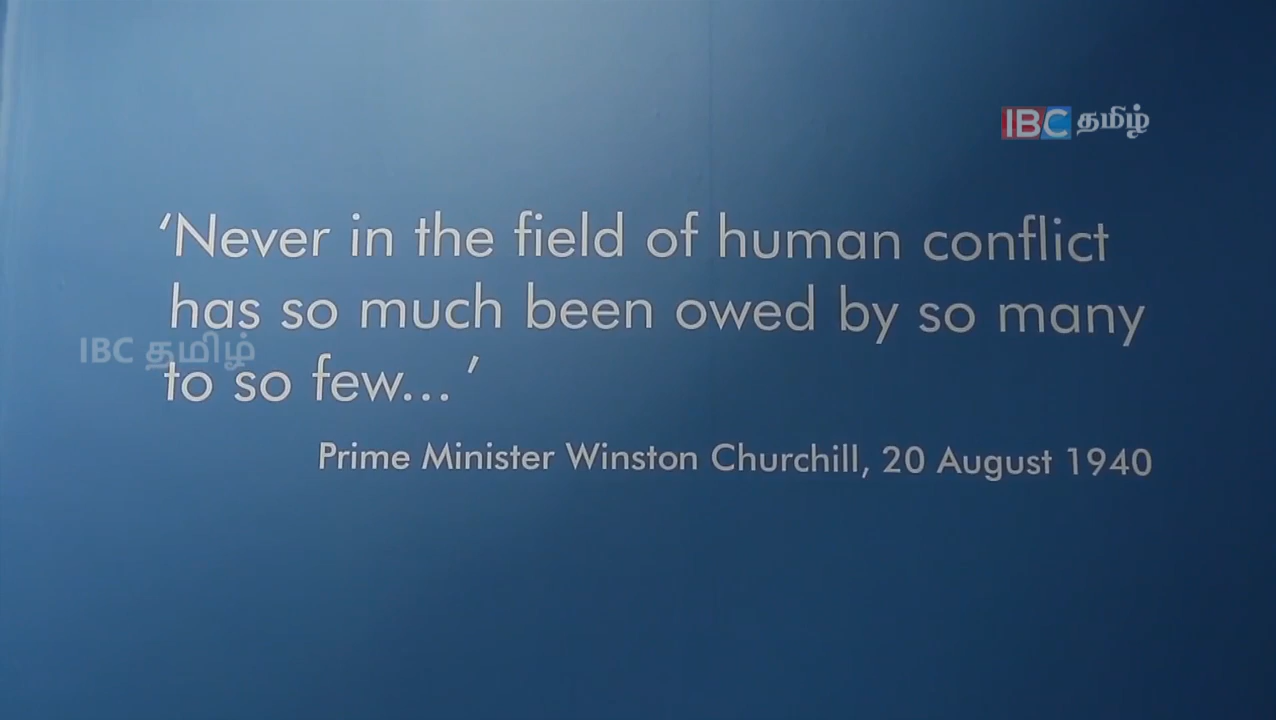 IBC தமிழ்
‘Never in the field of human conflict
has so much been owed by so many
IBC தமிழ்
to so few... ’
Prime Minister Winston Churchill, 20 August 1940